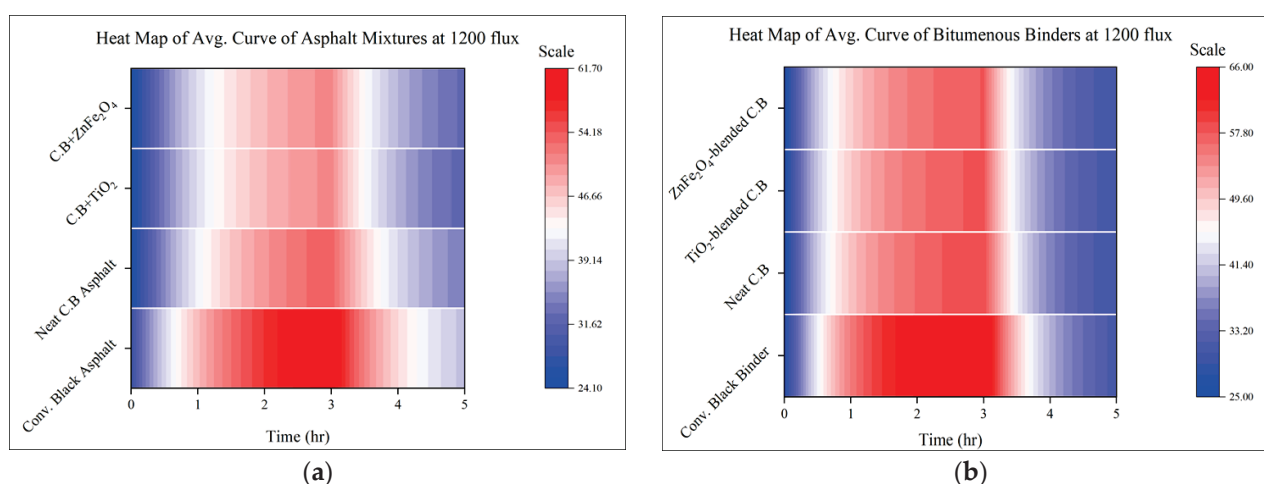 Heat Map of Avg. Curve of Asphalt Mixtures at 1200 flux
Scale
61.70
54.18
46.66
39.14
31.62
24.10
C.B+ZnFe₂O₄
C.B+TiO₂
Neat C.B Asphalt
Conv. Black Asphalt
0 1 2 3 4 5
Time (hr)
(a)
Heat Map of Avg. Curve of Bitumenous Binders at 1200 flux
Scale
66.00
57.80
49.60
41.40
33.20
25.00
ZnFe₂O₄-blended C.B
TiO₂-blended C.B
Neat C.B
Conv. Black Binder
0 1 2 3 4 5
Time (hr)
(b)